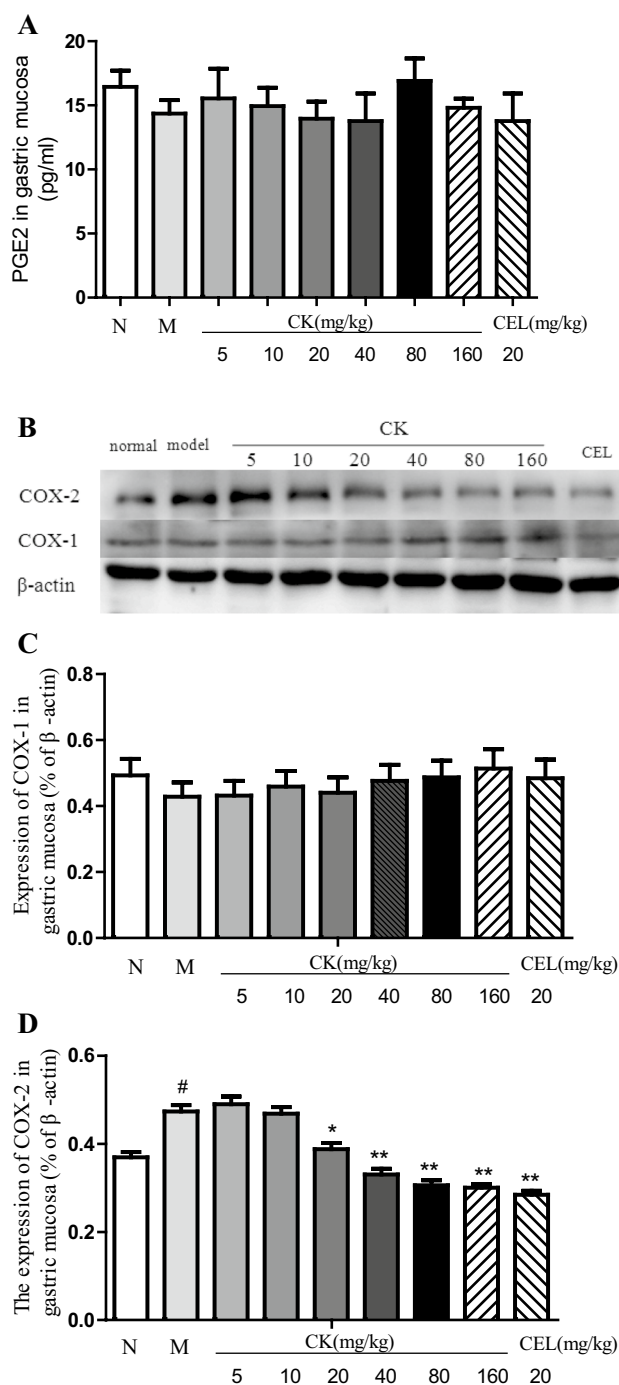 A
PGE2 in gastric mucosa
(pg/ml)
20
15
10
5
0
N M CK(mg/kg) CEL(mg/kg)
5 10 20 40 80 160 20
B
normal model CK CEL
5 10 20 40 80 160
COX-2
COX-1
β-actin
C
Expression of COX-1 in
gastric mucosa (% of β -actin)
0.8
0.6
0.4
0.2
0.0
N M CK(mg/kg) CEL(mg/kg)
5 10 20 40 80 160 20
D
The expression of COX-2 in
gastric mucosa (% of β -actin)
0.6
0.4
0.2
0.0
# * ** ** ** **
N M CK(mg/kg) CEL(mg/kg)
5 10 20 40 80 160 20